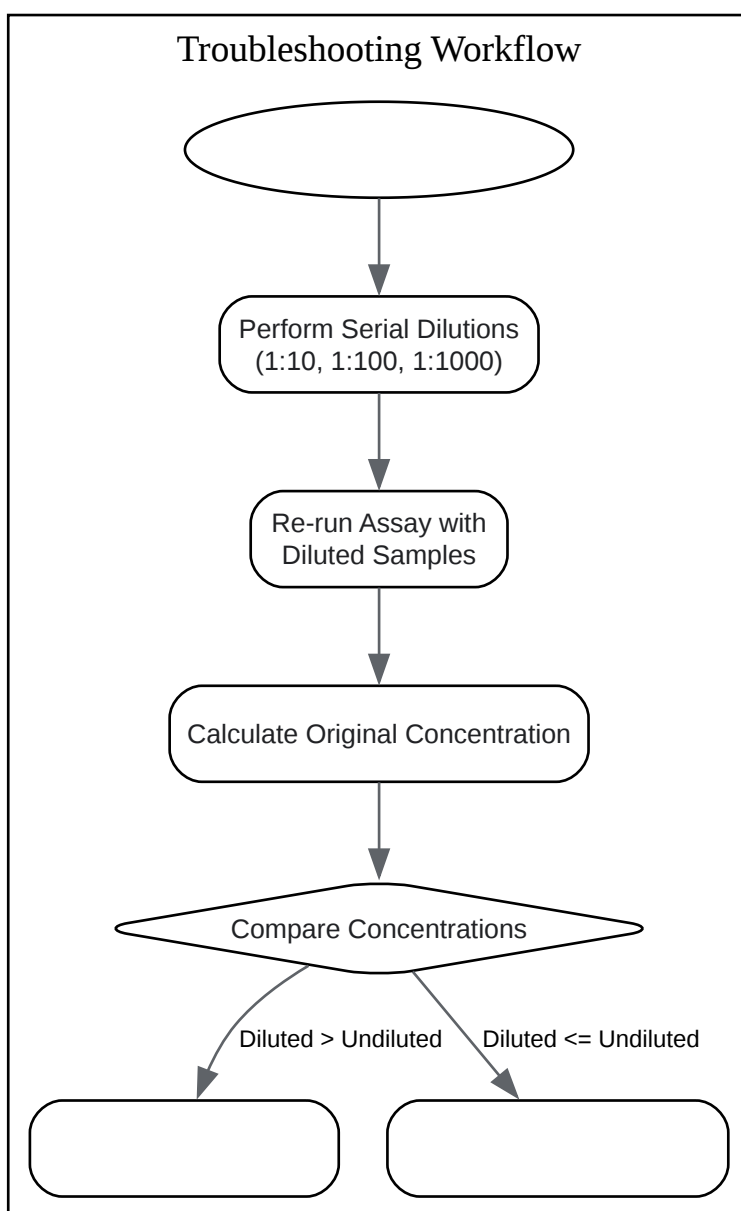 Troubleshooting Workflow
Perform Serial Dilutions
(1:10, 1:100, 1:1000)
Re-run Assay with
Diluted Samples
Calculate Original Concentration
Compare Concentrations
Diluted > Undiluted
Diluted <= Undiluted